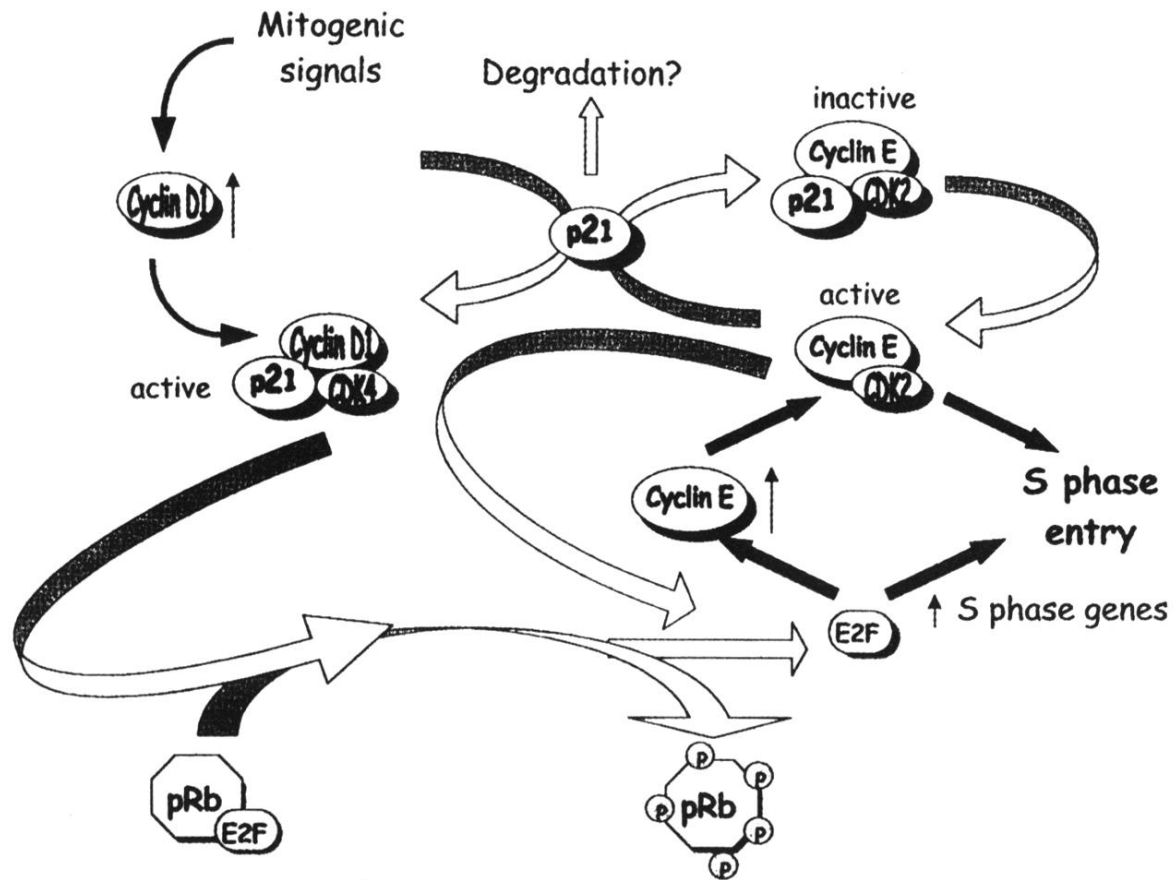 Mitogenic
signals
Degradation?
inactive
Cyclin E
p21
CDK2
Cyclin D1
p21
active
Cyclin E
CDK2
Cyclin D1
p21
CDK4
active
Cyclin E
S phase
entry
E2F
S phase genes
pRb
E2F
pRb
p
p
p
p
p